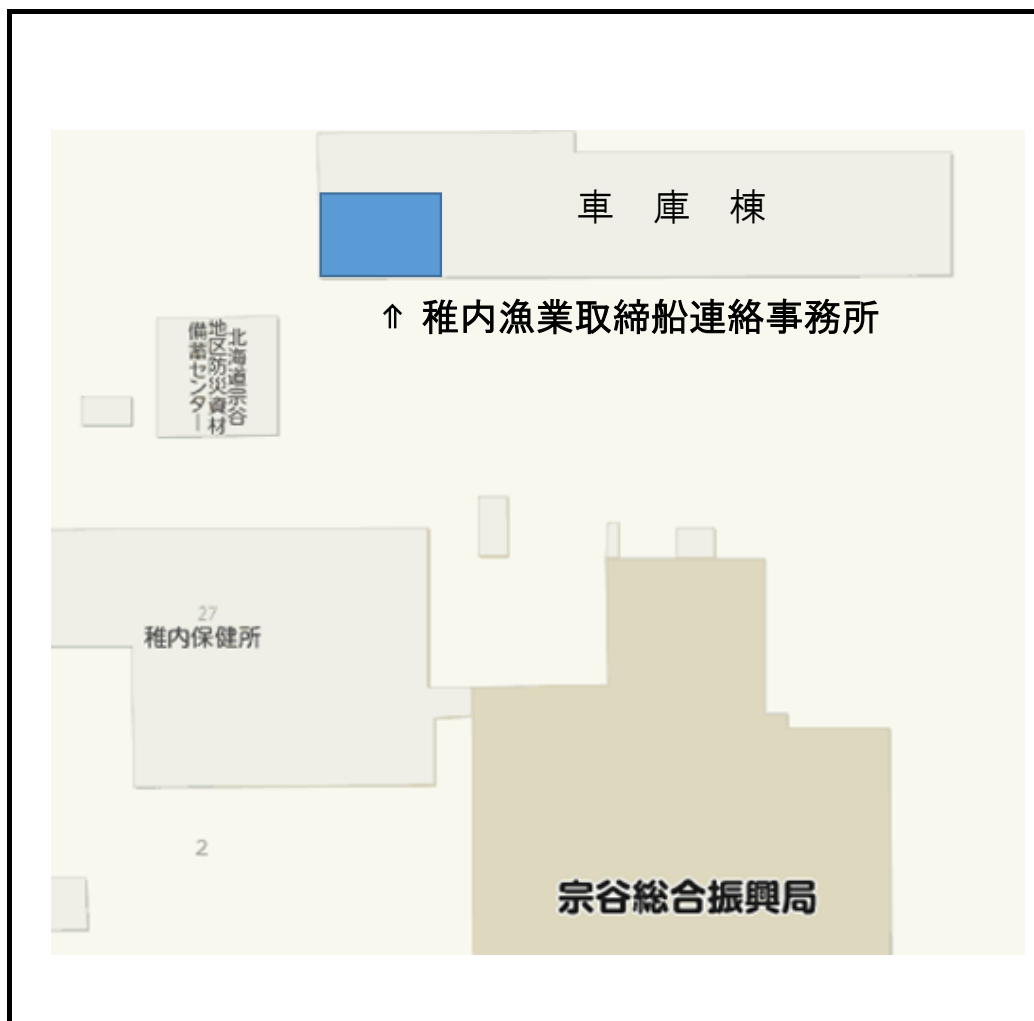 車 庫 棟
⇑ 稚内漁業取締船連絡事務所
北海道宗谷
地区防災資材
備蓄センター
27
稚内保健所
2
宗谷総合振興局